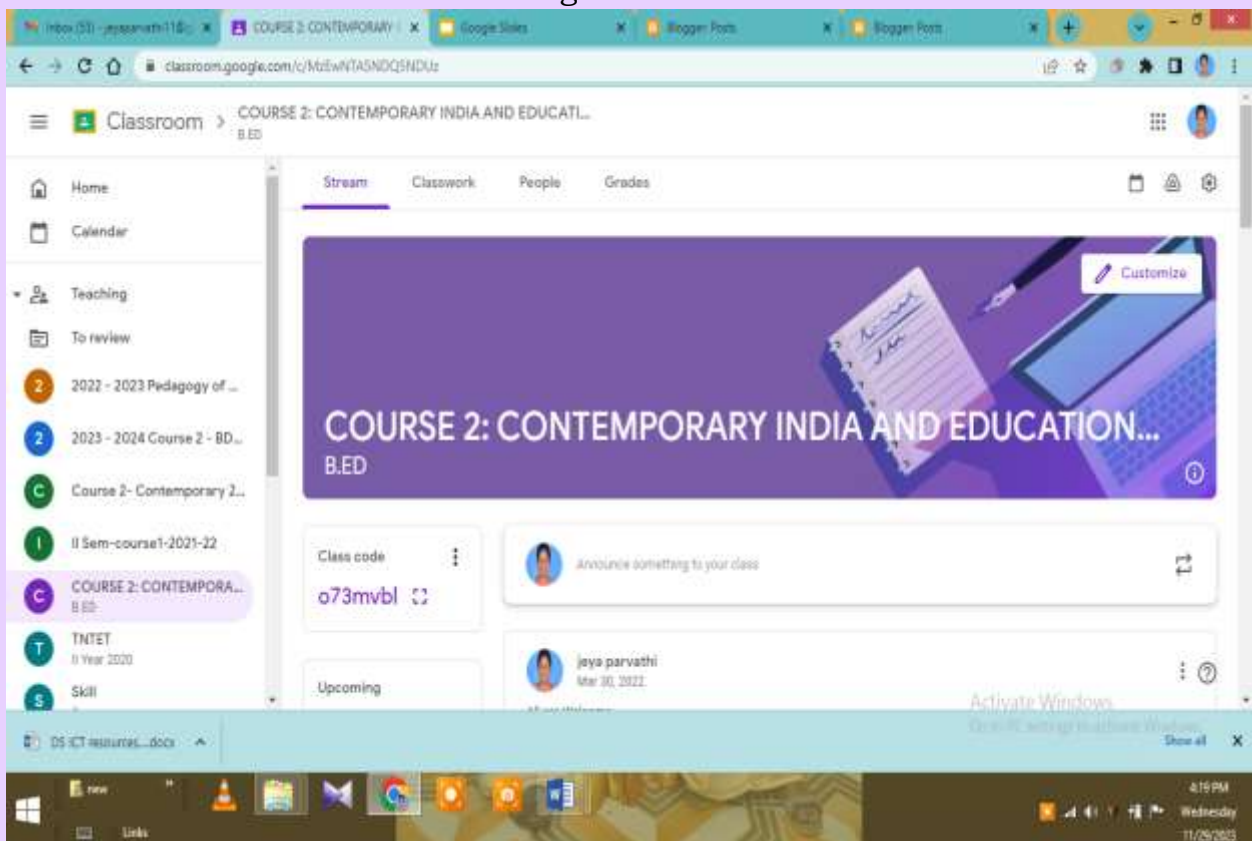 COURSE 2: CONTEMPORARY I
Google Slides
Blogger Posts
Blogger Posts
Classroom > COURSE 2: CONTEMPORARY INDIA AND EDUCATI...
B.ED
Home
Calendar
Stream Classwork People Grades
Customize
Teaching
To review
2 2022 - 2023 Pedagogy of ...
2 2023 - 2024 Course 2 - BD...
C Course 2- Contemporary 2...
I II Sem-course1-2021-22
C COURSE 2: CONTEMPORA...
B.ED
T TNTET
II Year 2020
S Skill
COURSE 2: CONTEMPORARY INDIA AND EDUCATION...
B.ED
Class code
o73mvbl
Announce something to your class
jeya parvathi
Mar 30, 2022
Upcoming
Activate Windows
DS ICT resources....docx
Show all
new
Links
4:19 PM
Wednesday
11/29/2023